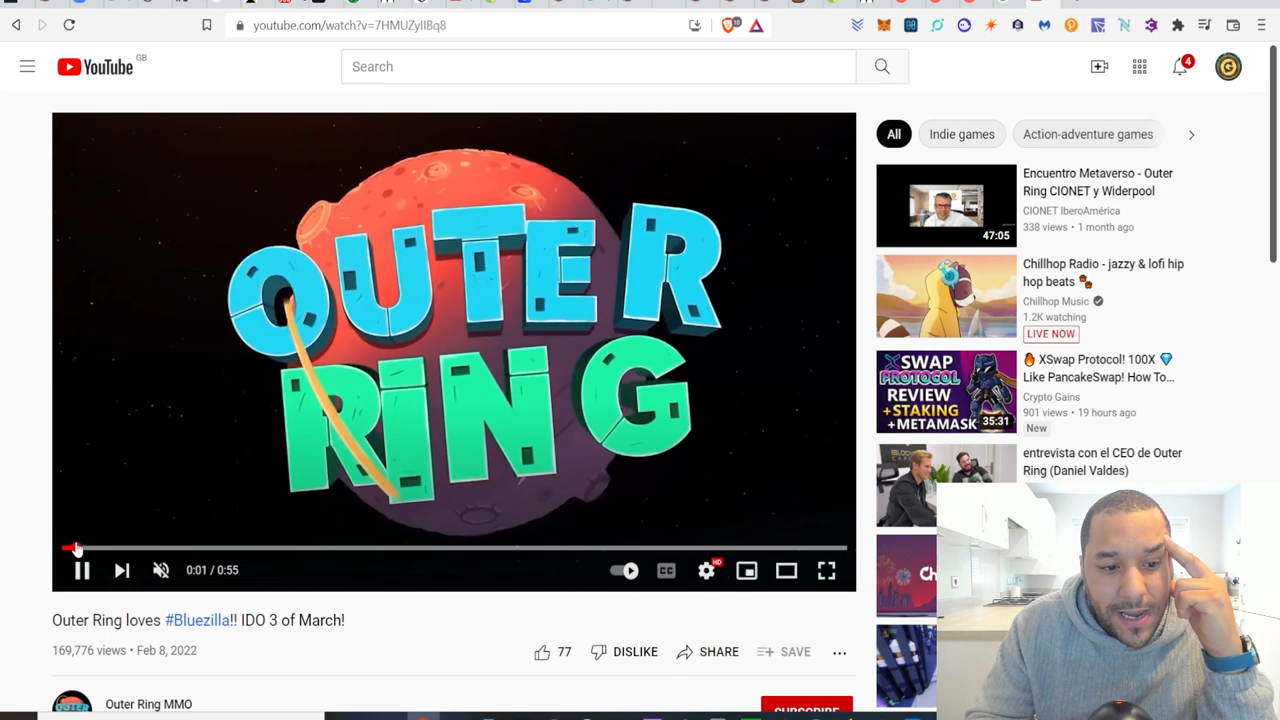 youtube.com/watch?v=7HMUZyIIBq8
18
YouTube
GB
Search
4
G
OUTER
RING
0:01 / 0:55
CC
HD
Outer Ring loves #Bluezilla!! IDO 3 of March!
169,776 views • Feb 8, 2022
77
DISLIKE
SHARE
SAVE
Outer Ring MMO
SUBSCRIBE
All
Indie games
Action-adventure games
Encuentro Metaverso - Outer
Ring CIONET y Widerpool
CIONET IberoAmérica
338 views • 1 month ago
47:05
Chillhop Radio - jazzy & lofi hip
hop beats
Chillhop Music
1.2K watching
LIVE NOW
XSWAP
PROTOCOL
REVIEW
+STAKING
+METAMASK
35:31
XSwap Protocol! 100X
Like PancakeSwap! How To...
Crypto Gains
901 views • 19 hours ago
New
entrevista con el CEO de Outer
Ring (Daniel Valdes)